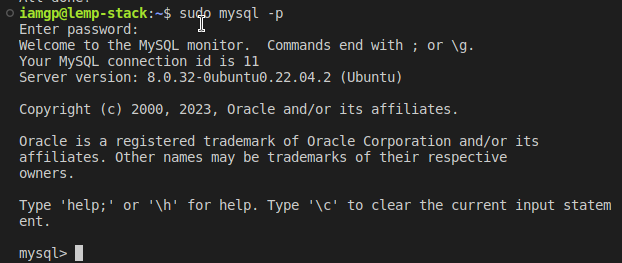 All done!
iamgp@lemp-stack:~$ sudo mysql -p
Enter password:
Welcome to the MySQL monitor.  Commands end with ; or \g.
Your MySQL connection id is 11
Server version: 8.0.32-0ubuntu0.22.04.2 (Ubuntu)

Copyright (c) 2000, 2023, Oracle and/or its affiliates.

Oracle is a registered trademark of Oracle Corporation and/or its
affiliates. Other names may be trademarks of their respective
owners.

Type 'help;' or '\h' for help. Type '\c' to clear the current input statem
ent.

mysql>